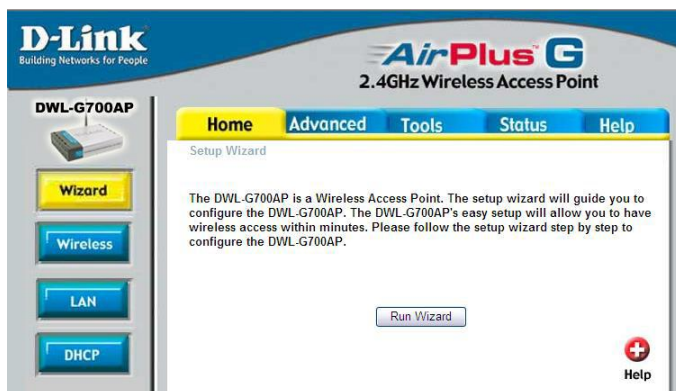 D-Link
Building Networks for People
AirPlus™ G
2.4GHz Wireless Access Point
DWL-G700AP
Home
Advanced
Tools
Status
Help
Setup Wizard
Wizard
Wireless
LAN
DHCP
The DWL-G700AP is a Wireless Access Point. The setup wizard will guide you to
configure the DWL-G700AP. The DWL-G700AP's easy setup will allow you to have
wireless access within minutes. Please follow the setup wizard step by step to
configure the DWL-G700AP.
Run Wizard
Help